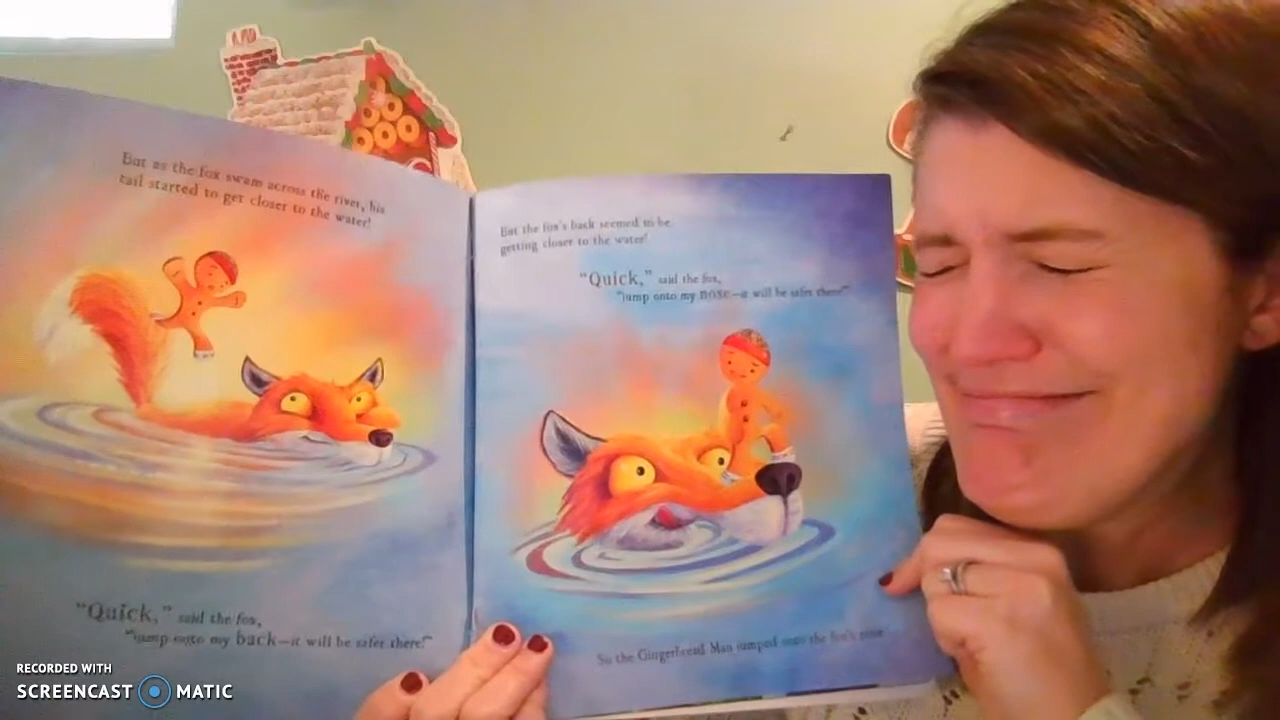 But as the fox swam across the river, his
tail started to get closer to the water!
"Quick," said the fox,
"jump onto my back—it will be safer there!"
But the fox's back seemed to be
getting closer to the water!
"Quick," said the fox,
"jump onto my nose—it will be safer there!"
So the Gingerbread Man jumped onto the fox's nose
RECORDED WITH
SCREENCAST MATIC